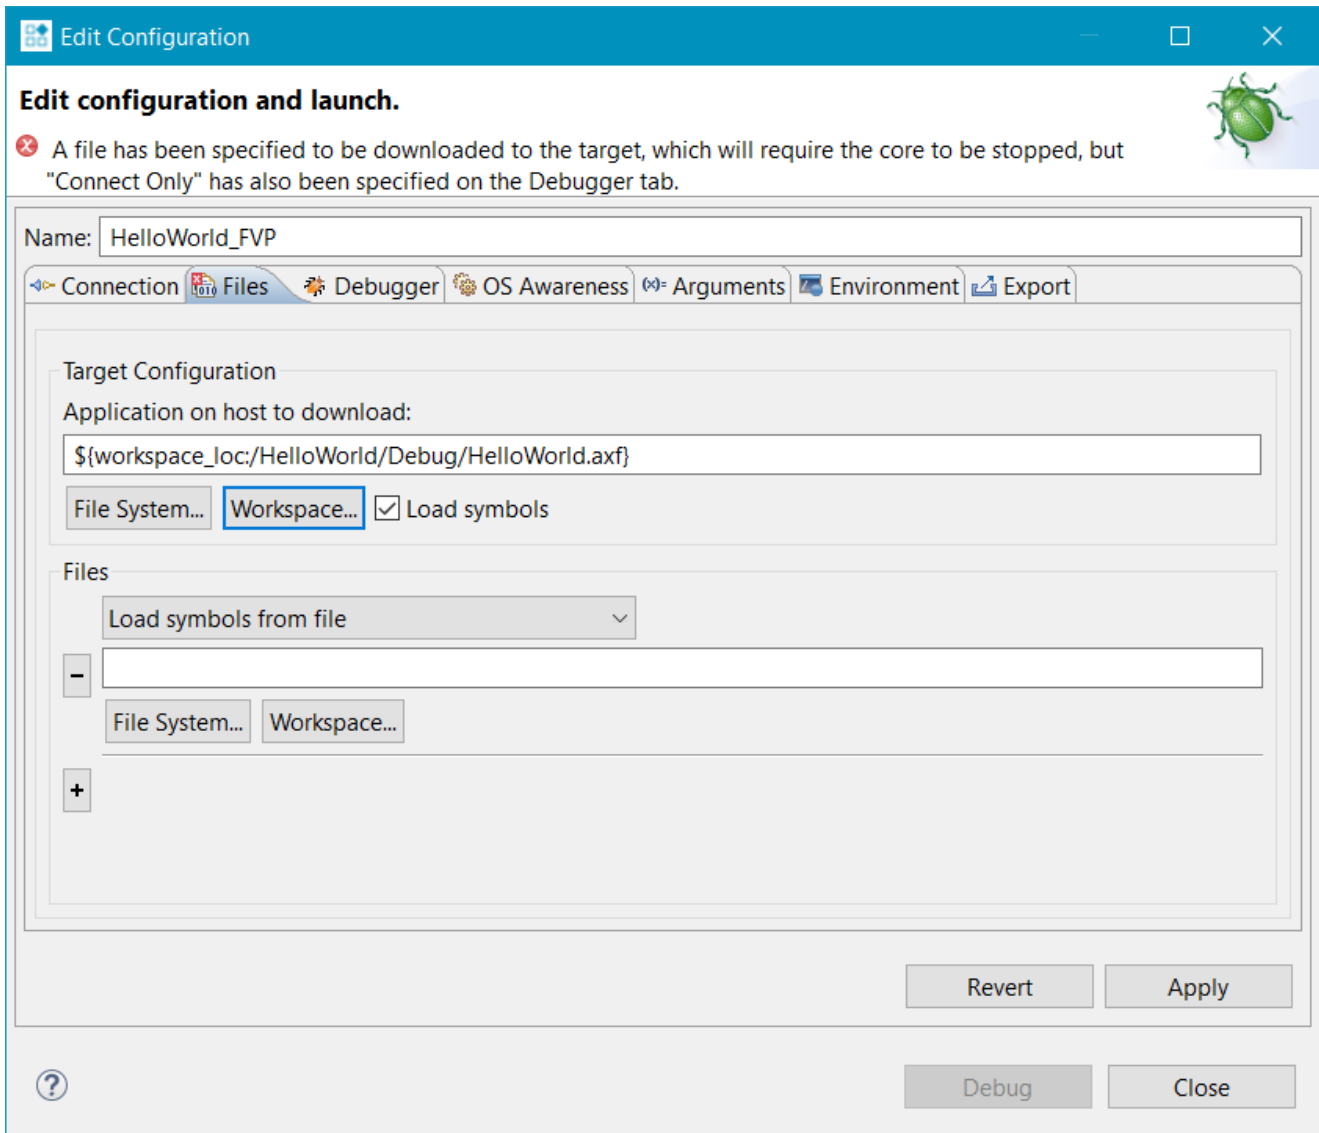 Edit Configuration
Edit configuration and launch.
A file has been specified to be downloaded to the target, which will require the core to be stopped, but
"Connect Only" has also been specified on the Debugger tab.
Name: HelloWorld_FVP
Connection Files Debugger OS Awareness (x)= Arguments Environment Export
Target Configuration
Application on host to download:
${workspace_loc:/HelloWorld/Debug/HelloWorld.axf}
File System... Workspace... Load symbols
Files
Load symbols from file
File System... Workspace...
Revert Apply
Debug Close